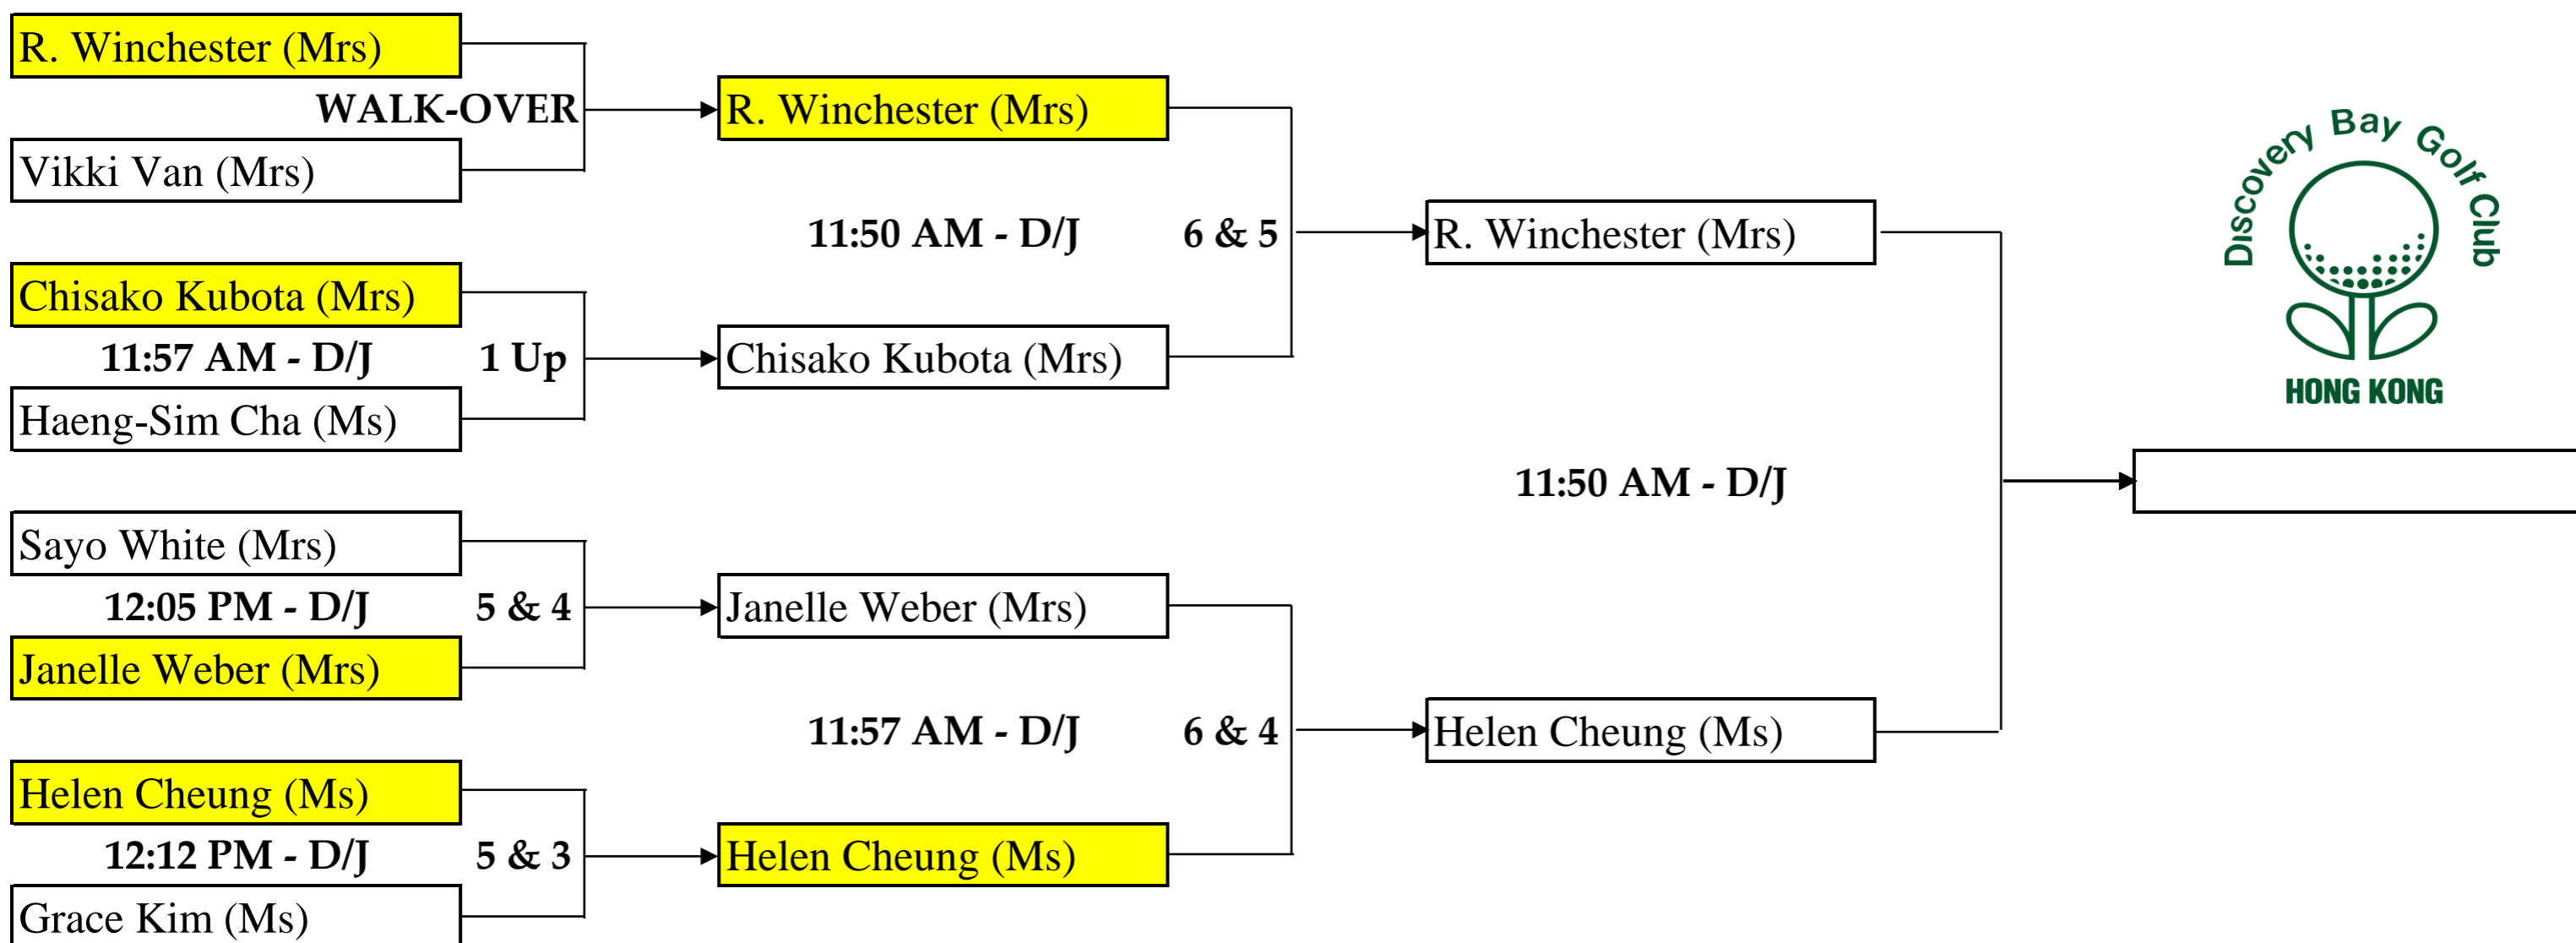 R. Winchester (Mrs)
WALK-OVER
Vikki Van (Mrs)
Chisako Kubota (Mrs)
11:57 AM - D/J 1 Up
Haeng-Sim Cha (Ms)
Sayo White (Mrs)
12:05 PM - D/J 5 & 4
Janelle Weber (Mrs)
Helen Cheung (Ms)
12:12 PM - D/J 5 & 3
Grace Kim (Ms)
R. Winchester (Mrs)
11:50 AM - D/J 6 & 5
Chisako Kubota (Mrs)
Janelle Weber (Mrs)
11:57 AM - D/J 6 & 4
Helen Cheung (Ms)
R. Winchester (Mrs)
11:50 AM - D/J
Helen Cheung (Ms)
Discovery Bay Golf Club
HONG KONG